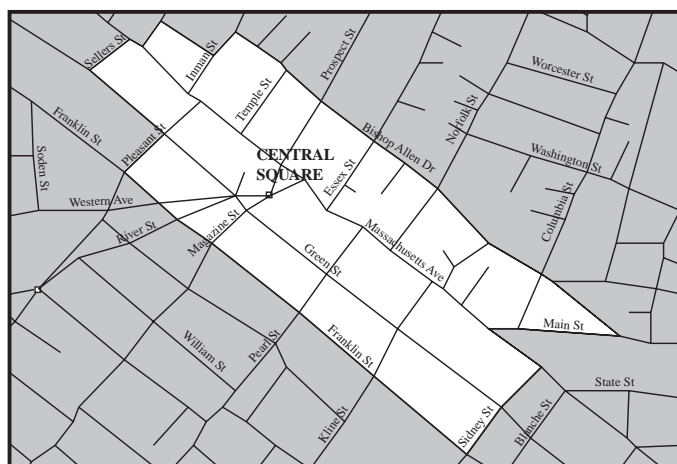 Sellers St
Inman St
Prospect St
Worcester St
Temple St
Franklin St
Pleasant St
Norfolk St
Bishop Allen Dr
Washington St
Soden St
CENTRAL
SQUARE
Essex St
Western Ave
Columbia St
River St
Magazine St
Massachusetts Ave
Green St
Main St
William St
Pearl St
Franklin St
State St
Kline St
Sidney St
Blanche St